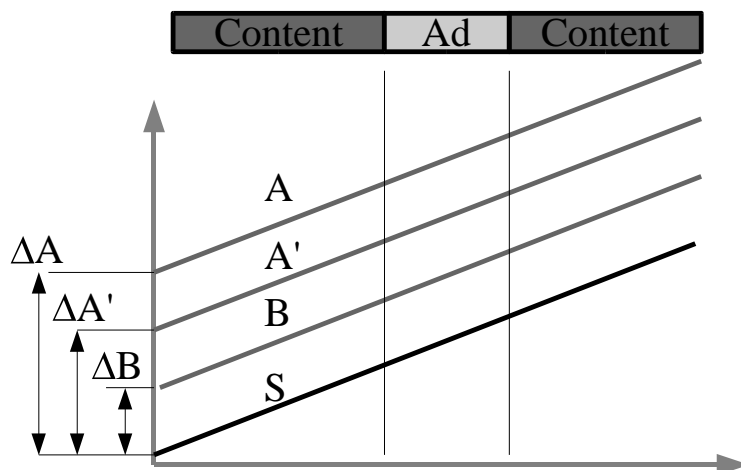 Content Ad Content
A
ΔA
A'
ΔA'
B
ΔB
S